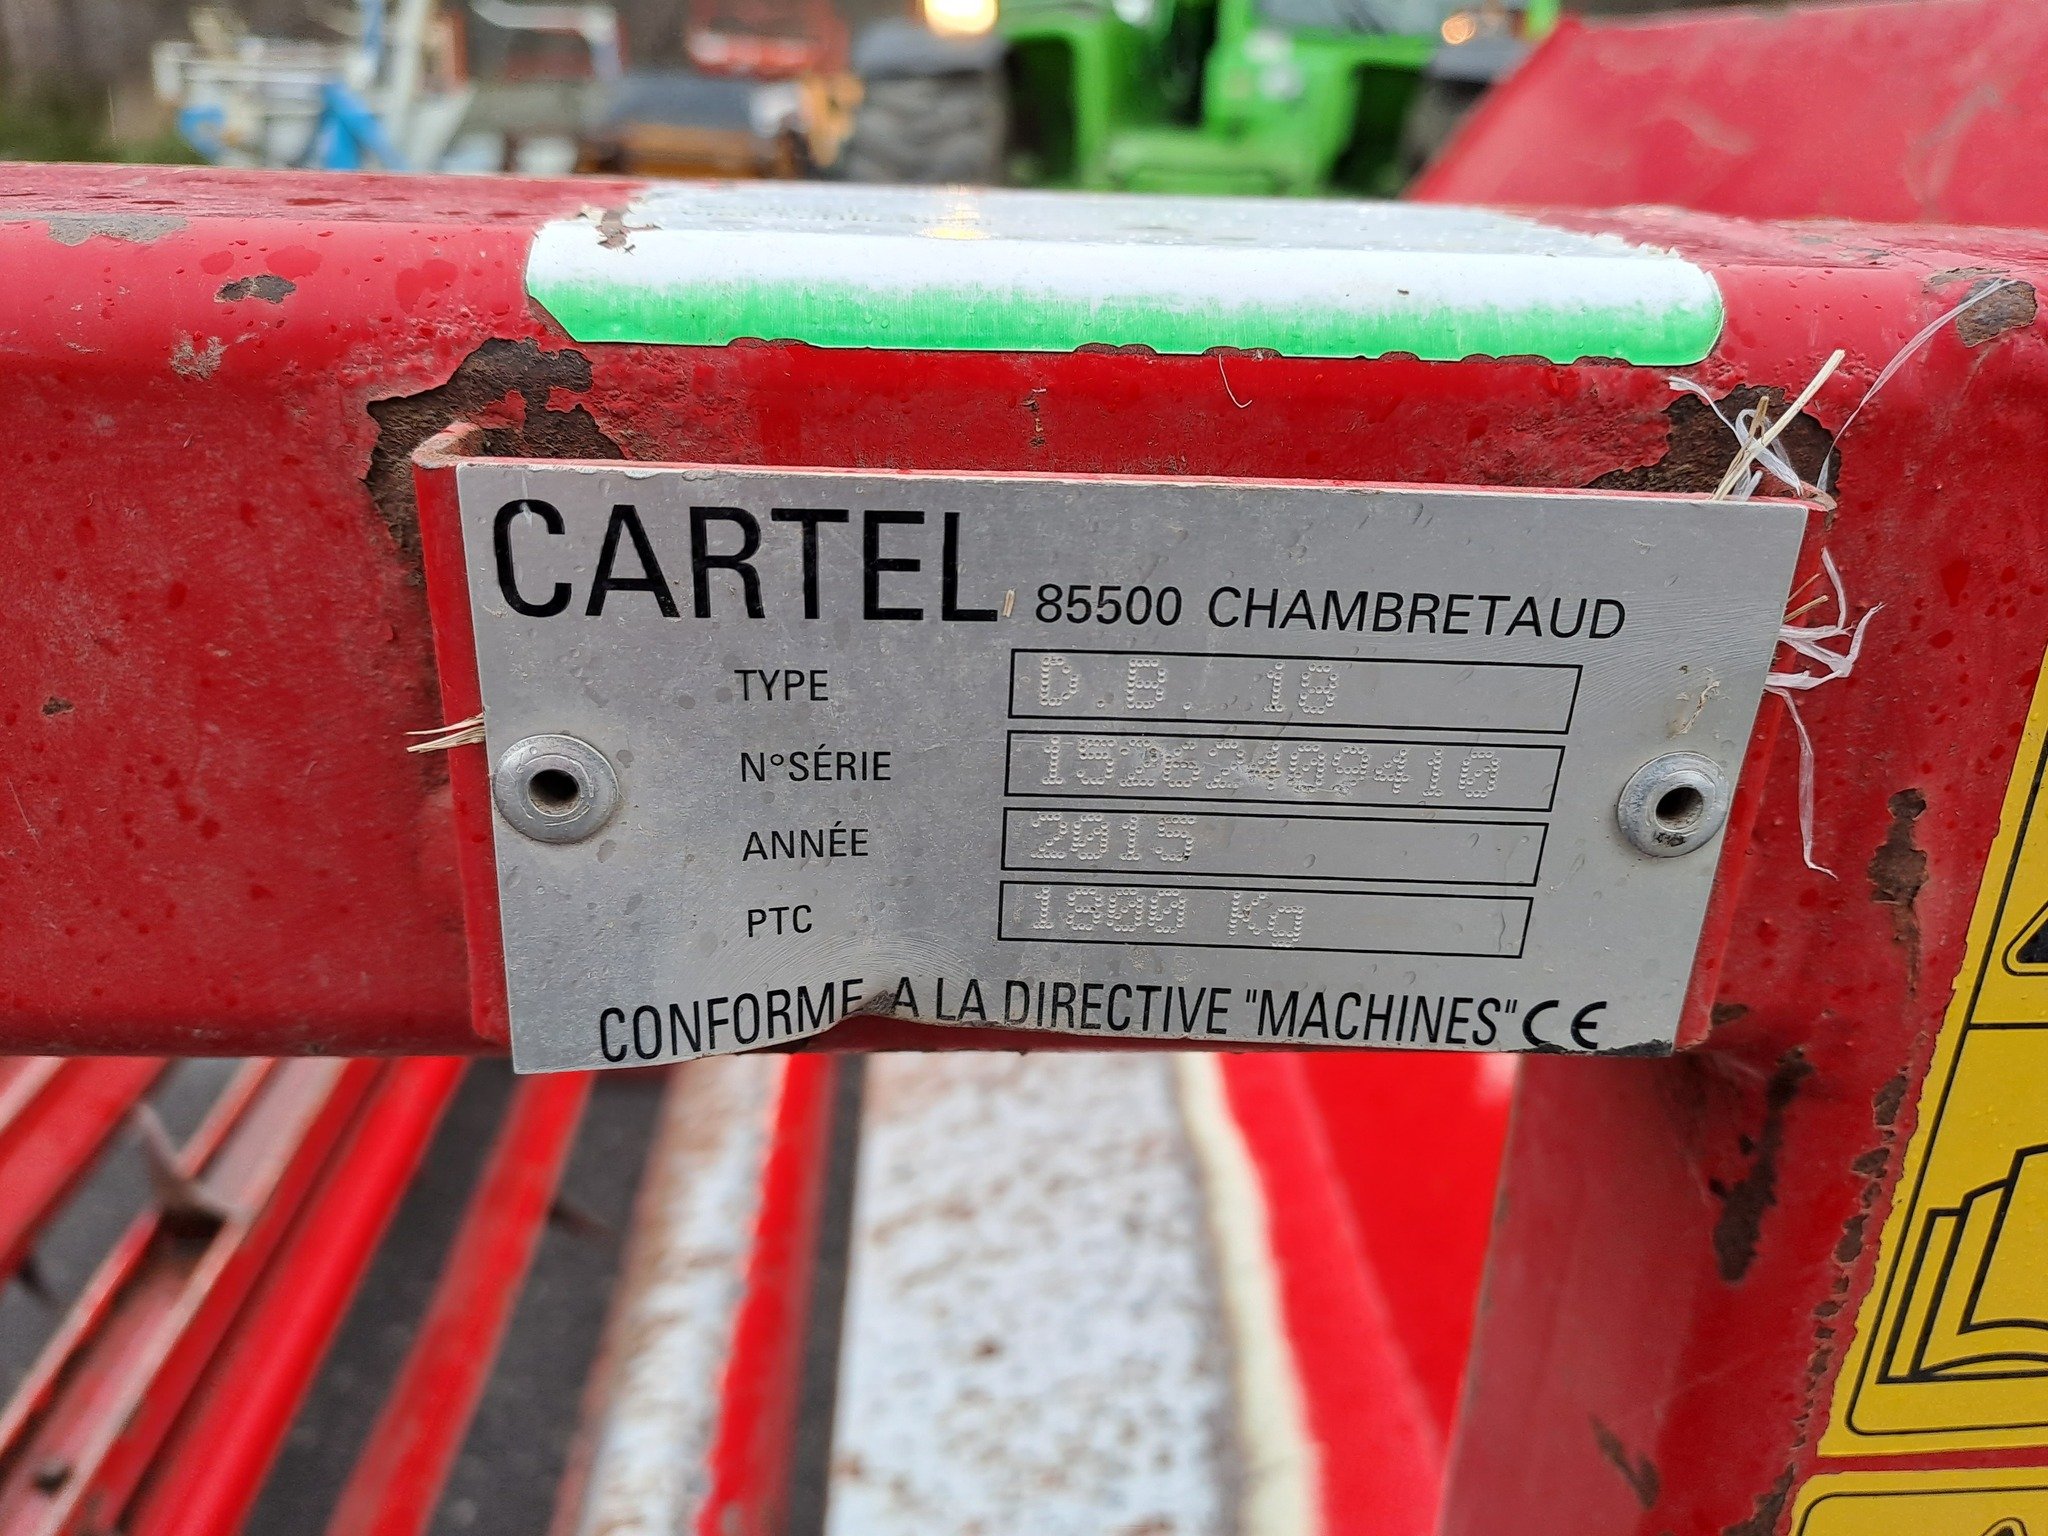 CARTEL 85500 CHAMBRETAUD
TYPE D.B. 18
N°SÉRIE 15262409410
ANNÉE 2015
PTC 1800 Kg
CONFORME A LA DIRECTIVE "MACHINES" CE